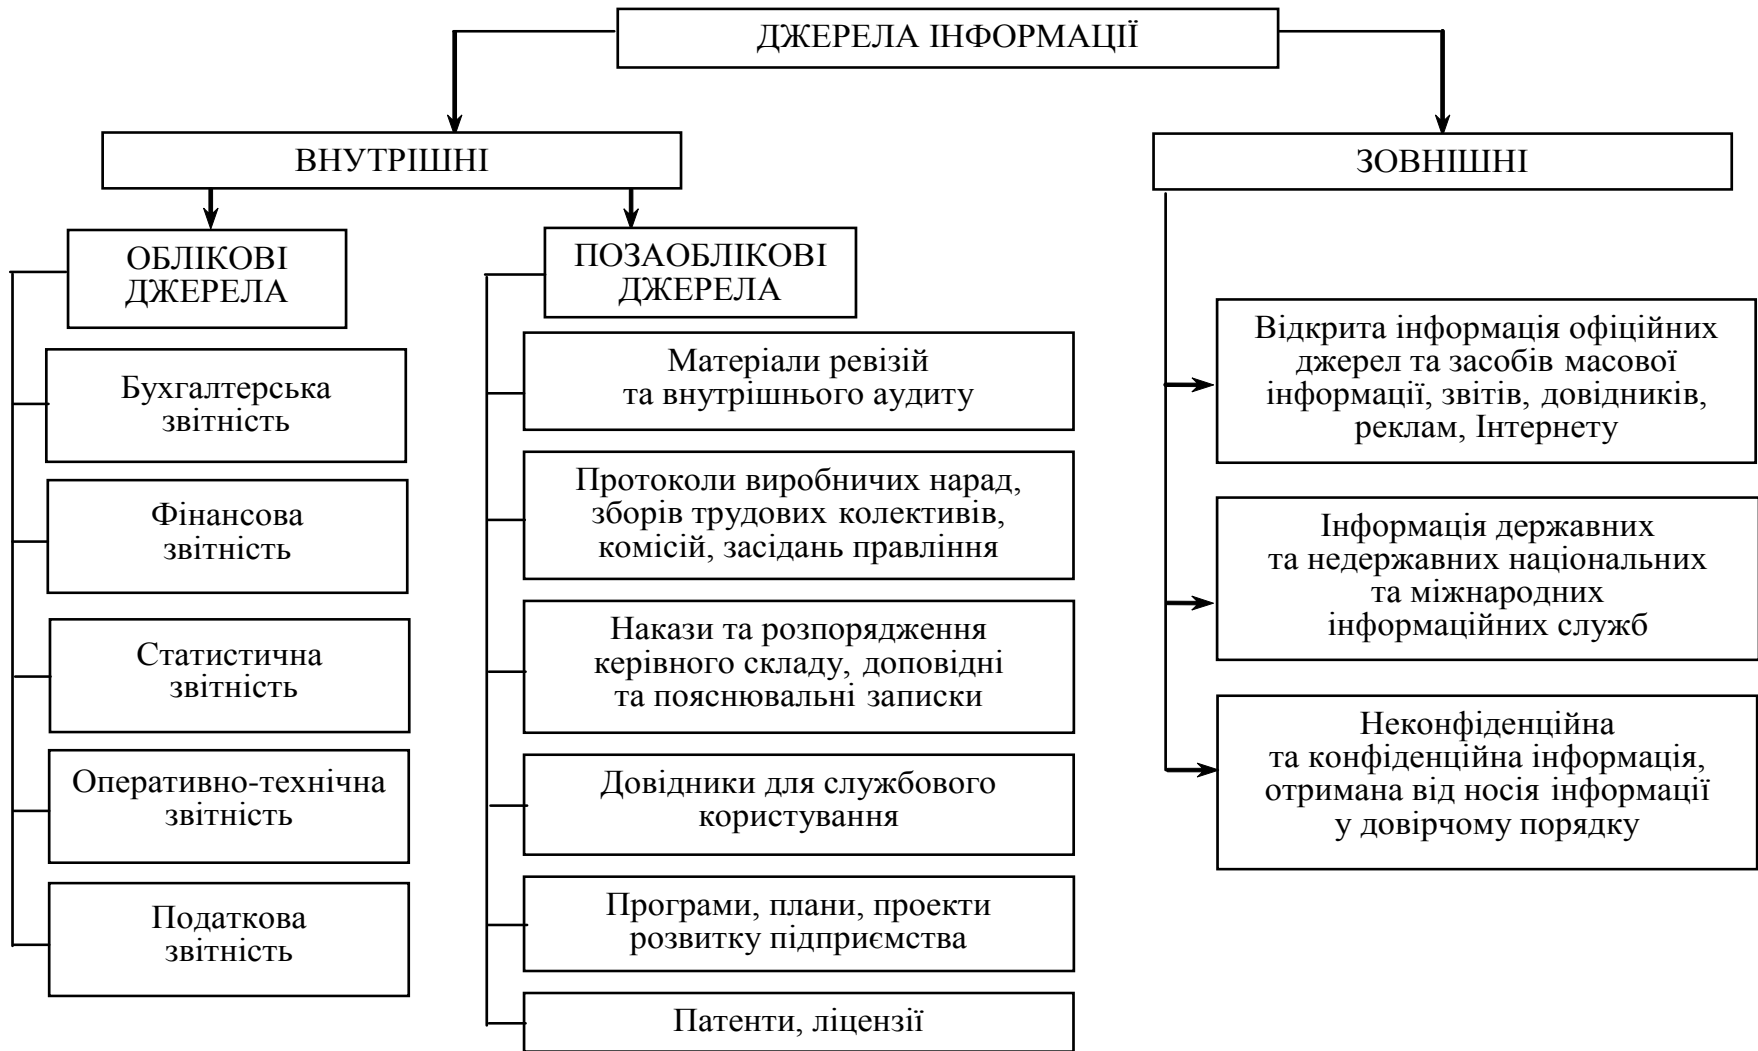 ДЖЕРЕЛА ІНФОРМАЦІЇ
ВНУТРІШНІ
ОБЛІКОВІ
ДЖЕРЕЛА
Бухгалтерська
звітність
Фінансова
звітність
Статистична
звітність
Оперативно-технічна
звітність
Податкова
звітність
ПОЗАОБЛІКОВІ
ДЖЕРЕЛА
Матеріали ревізій
та внутрішнього аудиту
Протоколи виробничих нарад,
зборів трудових колективів,
комісій, засідань правління
Накази та розпорядження
керівного складу, доповідні
та пояснювальні записки
Довідники для службового
користування
Програми, плани, проекти
розвитку підприємства
Патенти, ліцензії
ЗОВНІШНІ
Відкрита інформація офіційних
джерел та засобів масової
інформації, звітів, довідників,
реклам, Інтернету
Інформація державних
та недержавних національних
та міжнародних
інформаційних служб
Неконфіденційна
та конфіденційна інформація,
отримана від носія інформації
у довірчому порядку